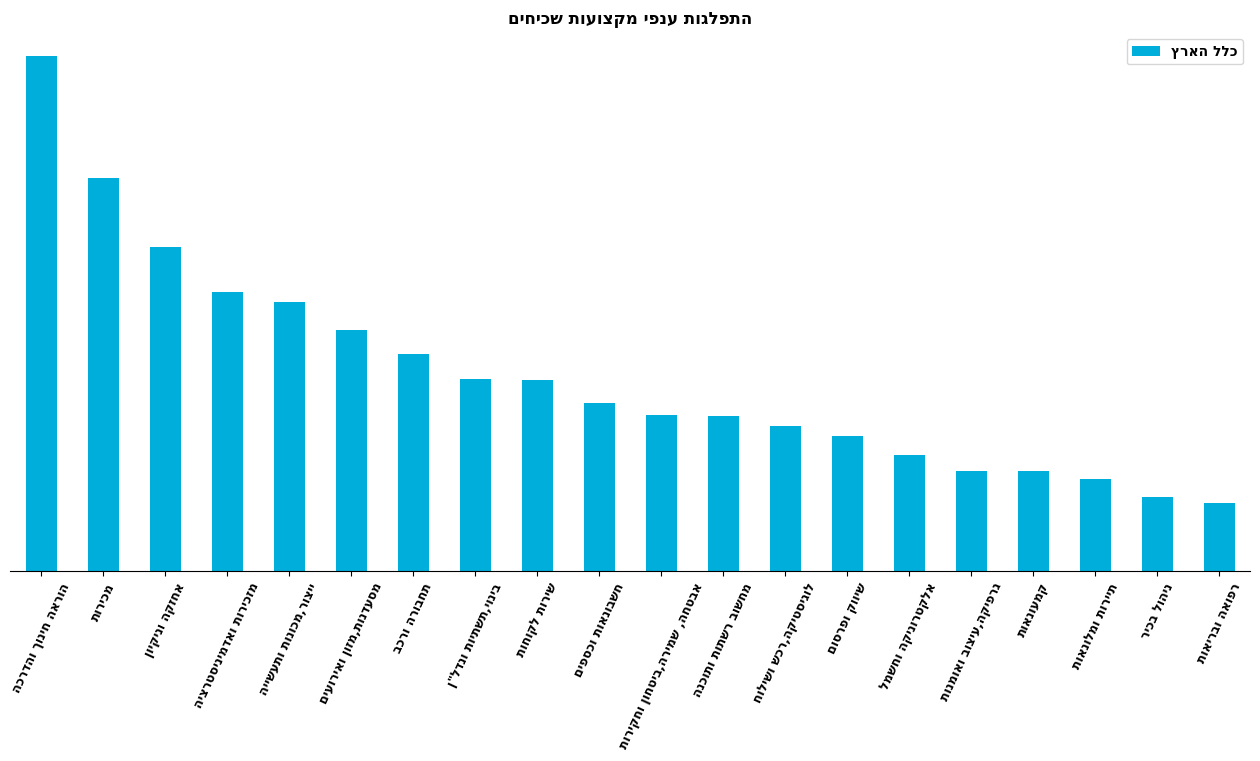 התפלגות ענפי מקצועות שכיחים
כלל הארץ
הוראה חינוך והדרכה
מכירות
אחזקה וניקיון
מזכירות ואדמיניסטרציה
ייצור,מכונות ותעשייה
מסעדנות,מזון ואירועים
תחבורה ורכב
בינוי,תשתיות ונדל"ן
שירות לקוחות
חשבונאות וכספים
אבטחה, שמירה,ביטחון וחקירות
מחשוב רשתות ותוכנה
לוגיסטיקה,רכש ושילוח
שיווק ופרסום
אלקטרוניקה וחשמל
גרפיקה,עיצוב ואומנות
קמעונאות
תיירות ומלונאות
ניהול בכיר
רפואה ובריאות